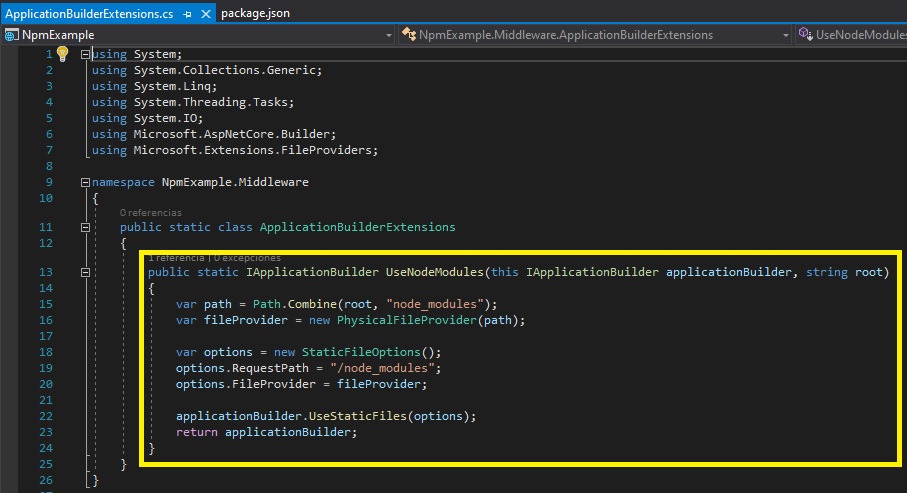 ApplicationBuilderExtensions.cs package.json
NpmExample NpmExample.Middleware.ApplicationBuilderExtensions UseNodeModules
1 using System;
2 using System.Collections.Generic;
3 using System.Linq;
4 using System.Threading.Tasks;
5 using System.IO;
6 using Microsoft.AspNetCore.Builder;
7 using Microsoft.Extensions.FileProviders;
8
9 namespace NpmExample.Middleware
10 {
0 referencias
11 public static class ApplicationBuilderExtensions
12 {
1 referencia | 0 excepciones
13 public static IApplicationBuilder UseNodeModules(this IApplicationBuilder applicationBuilder, string root)
14 {
15 var path = Path.Combine(root, "node_modules");
16 var fileProvider = new PhysicalFileProvider(path);
17
18 var options = new StaticFileOptions();
19 options.RequestPath = "/node_modules";
20 options.FileProvider = fileProvider;
21
22 applicationBuilder.UseStaticFiles(options);
23 return applicationBuilder;
24 }
25 }
26 }